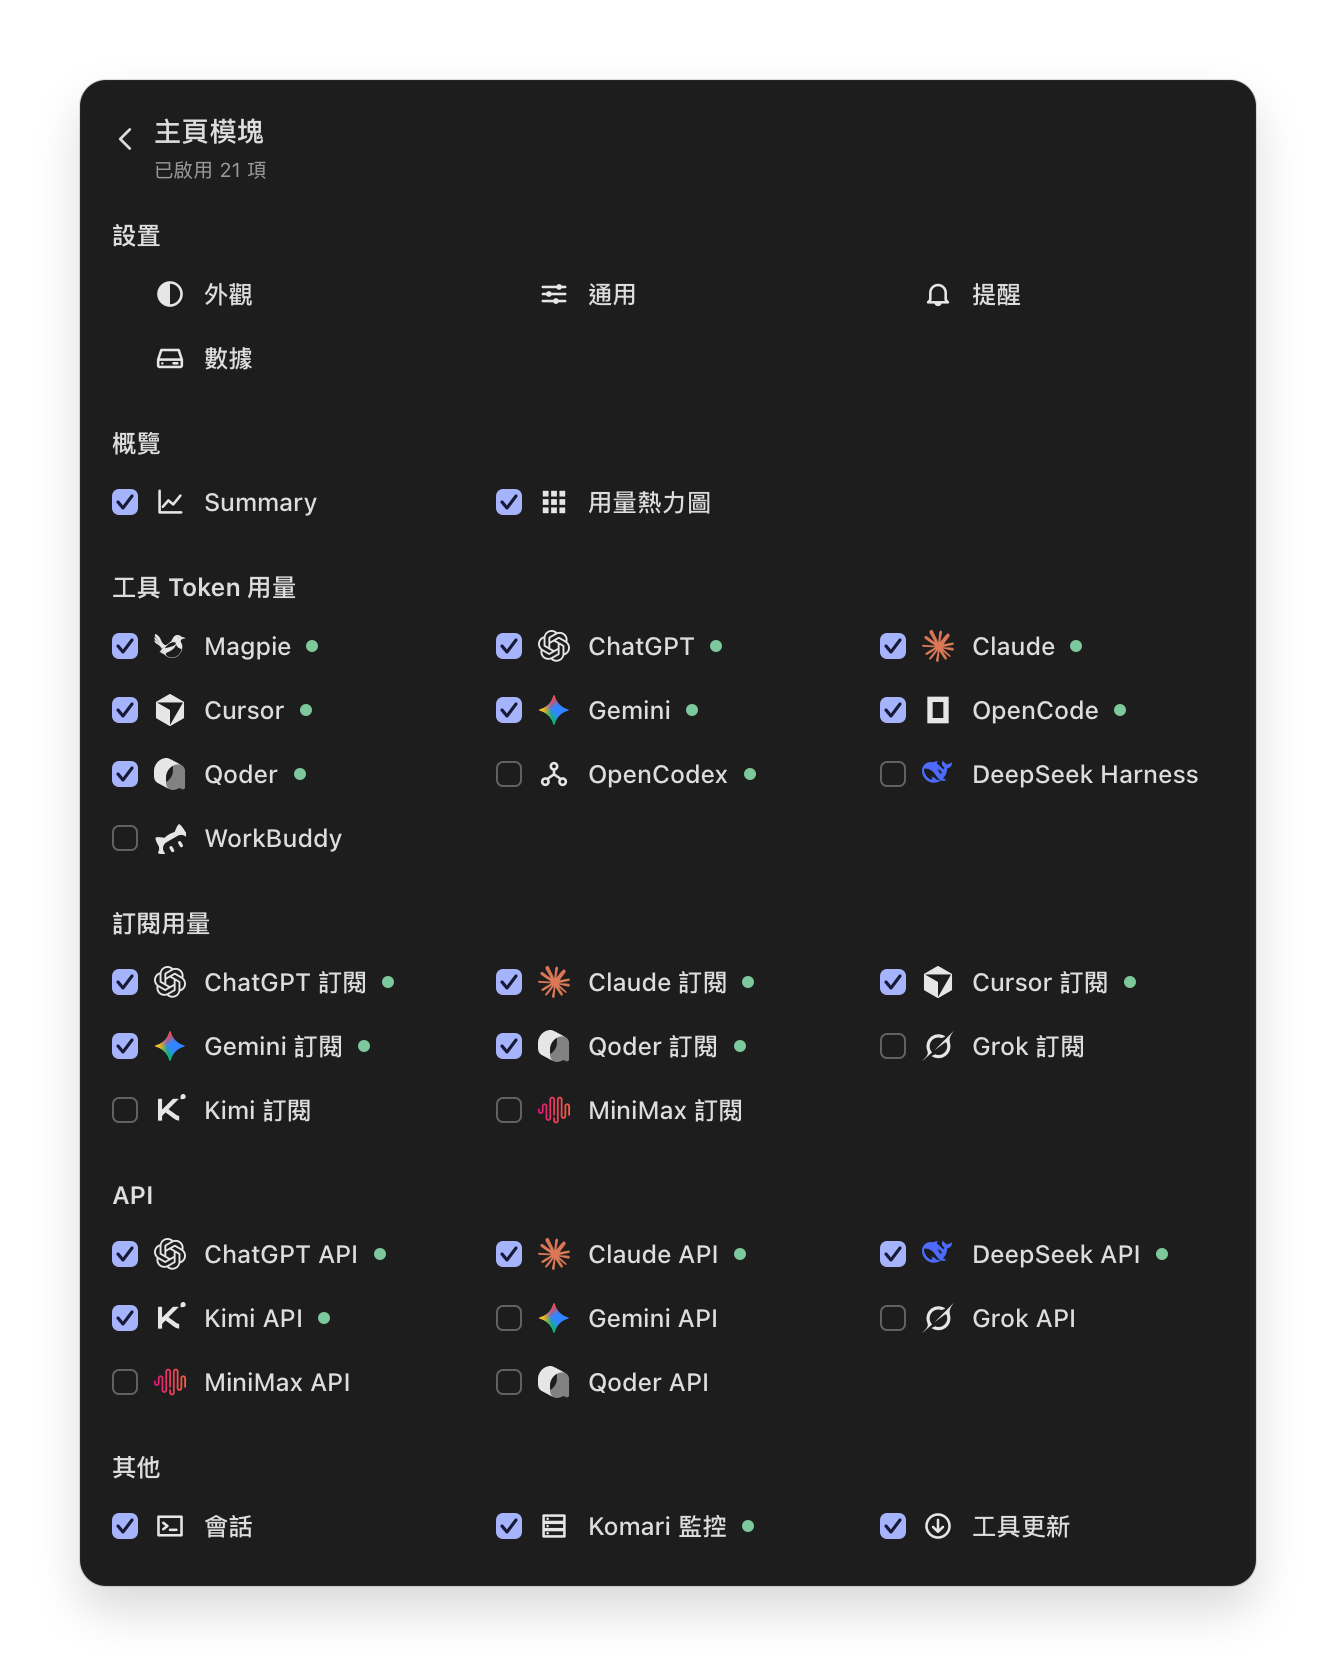 主頁模塊
已啟用 21 項
設置
外觀 通用 提醒
數據
概覽
Summary 用量熱力圖
工具 Token 用量
Magpie ChatGPT Claude
Cursor Gemini OpenCode
Qoder OpenCodex DeepSeek Harness
WorkBuddy
訂閱用量
ChatGPT 訂閱 Claude 訂閱 Cursor 訂閱
Gemini 訂閱 Qoder 訂閱 Grok 訂閱
Kimi 訂閱 MiniMax 訂閱
API
ChatGPT API Claude API DeepSeek API
Kimi API Gemini API Grok API
MiniMax API Qoder API
其他
會話 Komari 監控 工具更新